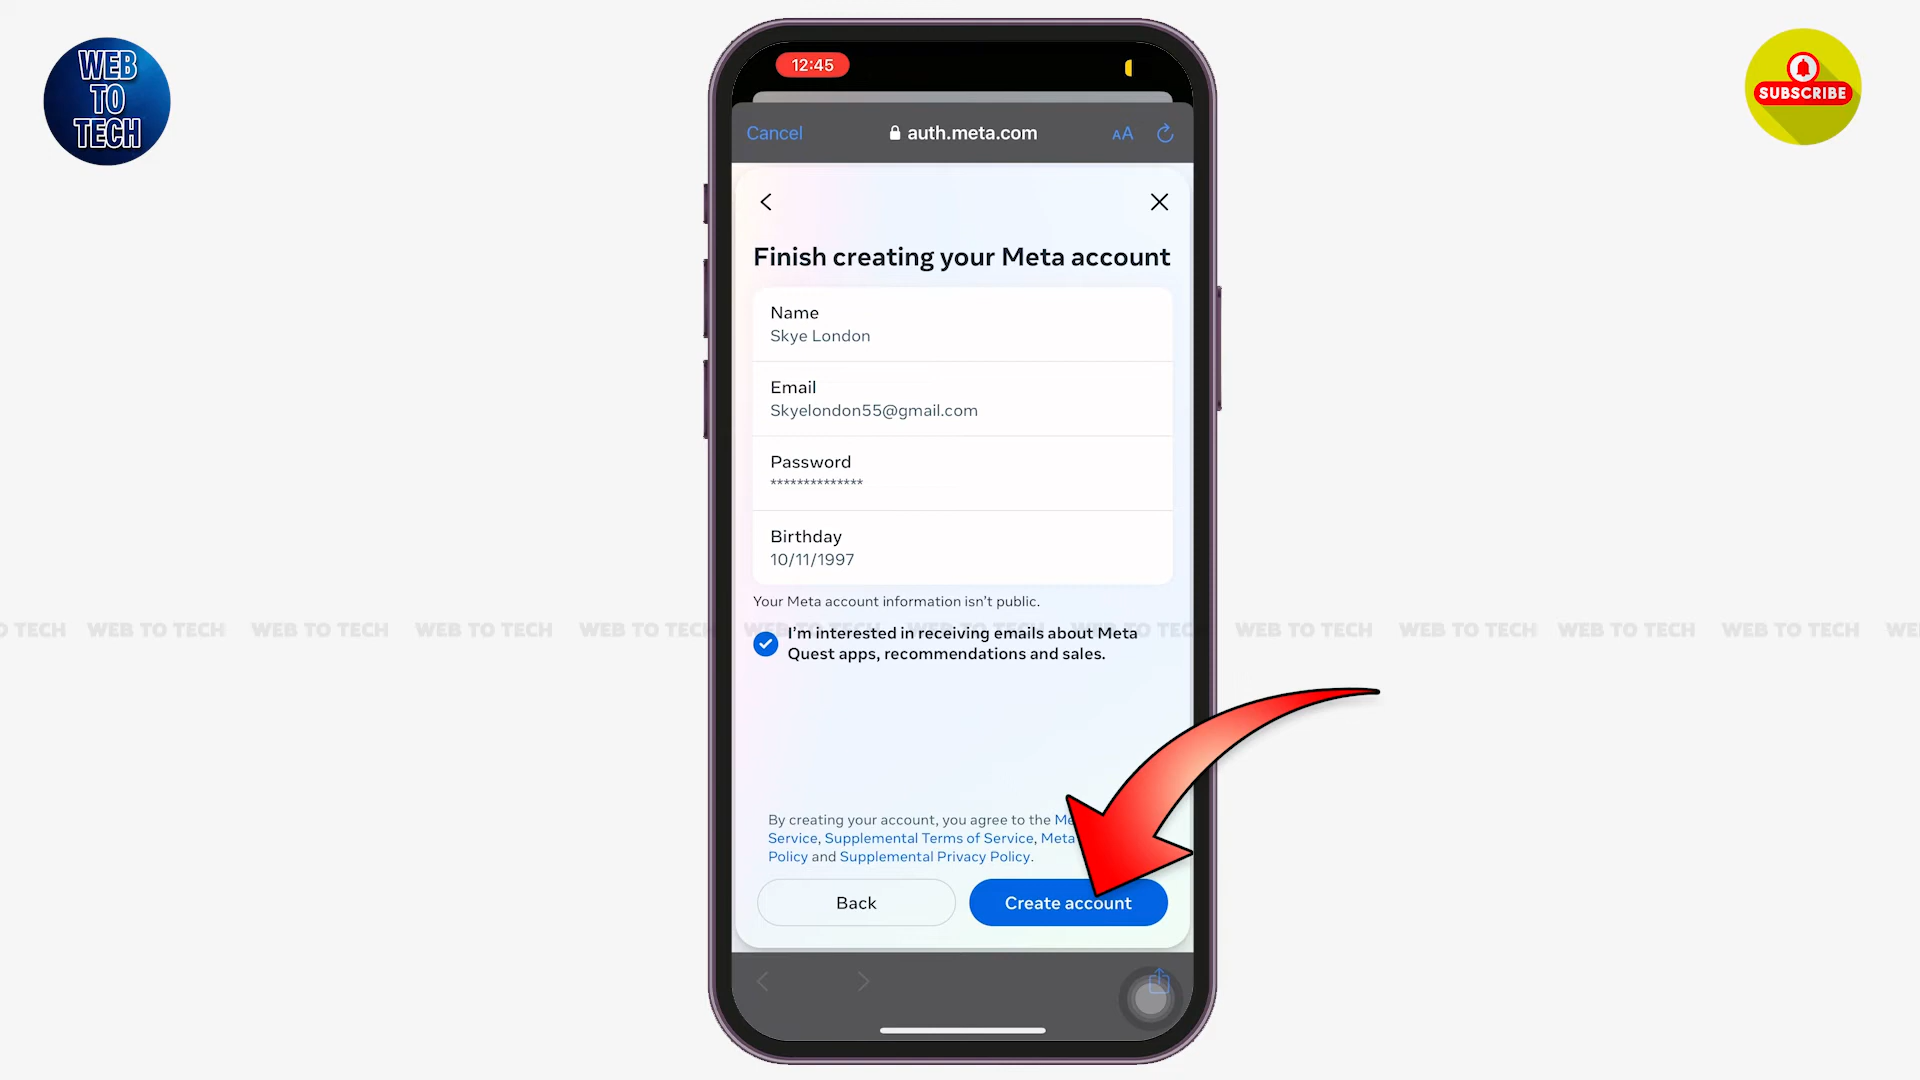 WEB
TO
TECH
SUBSCRIBE
12:45
Cancel
auth.meta.com
AA
Finish creating your Meta account
Name
Skye London
Email
Skyelondon55@gmail.com
Password
**************
Birthday
10/11/1997
Your Meta account information isn't public.
TECH WEB TO TECH WEB TO TECH WEB TO TECH WEB TO TECH WEB TO TECH WEB TO TECH WEB TO TECH WEB TO TECH
I'm interested in receiving emails about Meta
Quest apps, recommendations and sales.
By creating your account, you agree to the
Service, Supplemental Terms of Service, Meta
Policy and Supplemental Privacy Policy.
Back
Create account